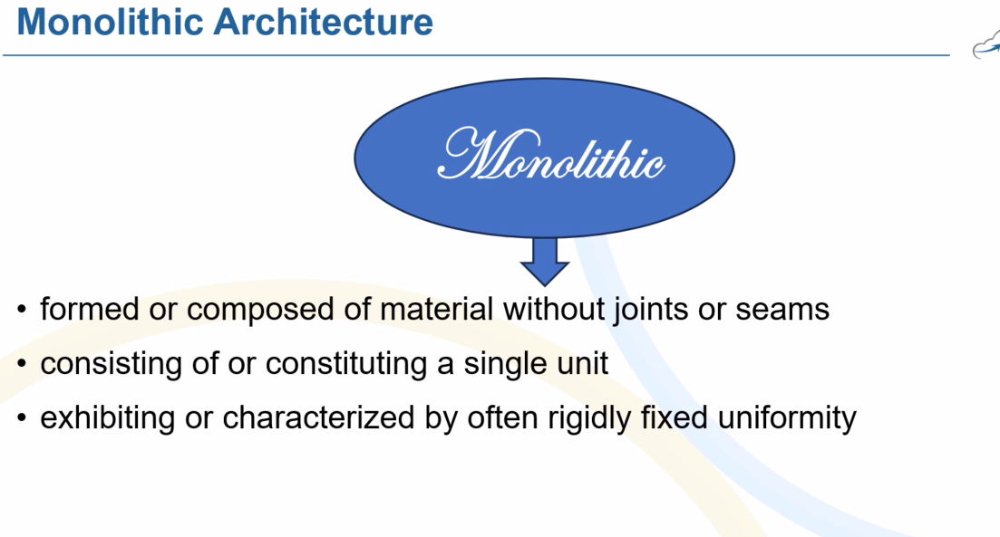 Monolithic Architecture
Monolithic
• formed or composed of material without joints or seams
• consisting of or constituting a single unit
• exhibiting or characterized by often rigidly fixed uniformity